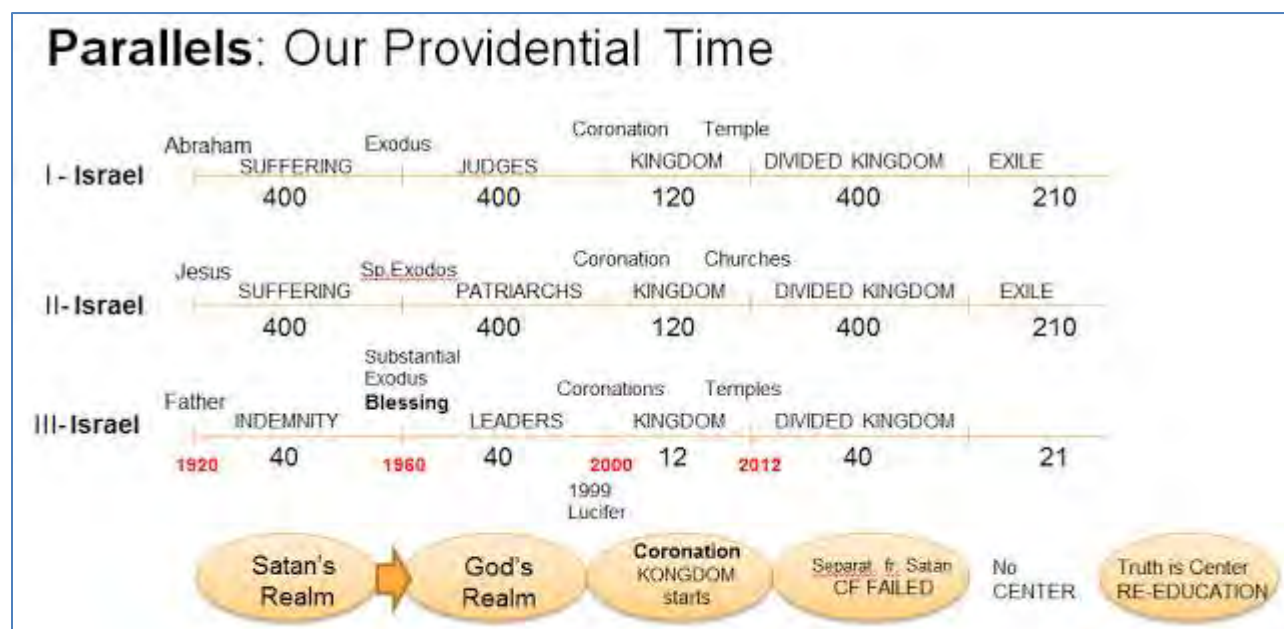 Parallels: Our Providential Time
Coronation Temple
Abraham Exodus
SUFFERING JUDGES KINGDOM DIVIDED KINGDOM EXILE
I - Israel
400 400 120 400 210
Coronation Churches
Jesus Sp.Exodos
SUFFERING PATRIARCHS KINGDOM DIVIDED KINGDOM EXILE
II- Israel
400 400 120 400 210
Substantial
Exodus
Coronations Temples
Father Blessing
INDEMNITY LEADERS KINGDOM DIVIDED KINGDOM
III-Israel
1920 40 1960 40 2000 12 2012 40 21
1999
Lucifer
Satan's
Realm
God's
Realm
Coronation
KONGDOM
starts
Separat. fr. Satan
CF FAILED
No
CENTER
Truth is Center
RE-EDUCATION